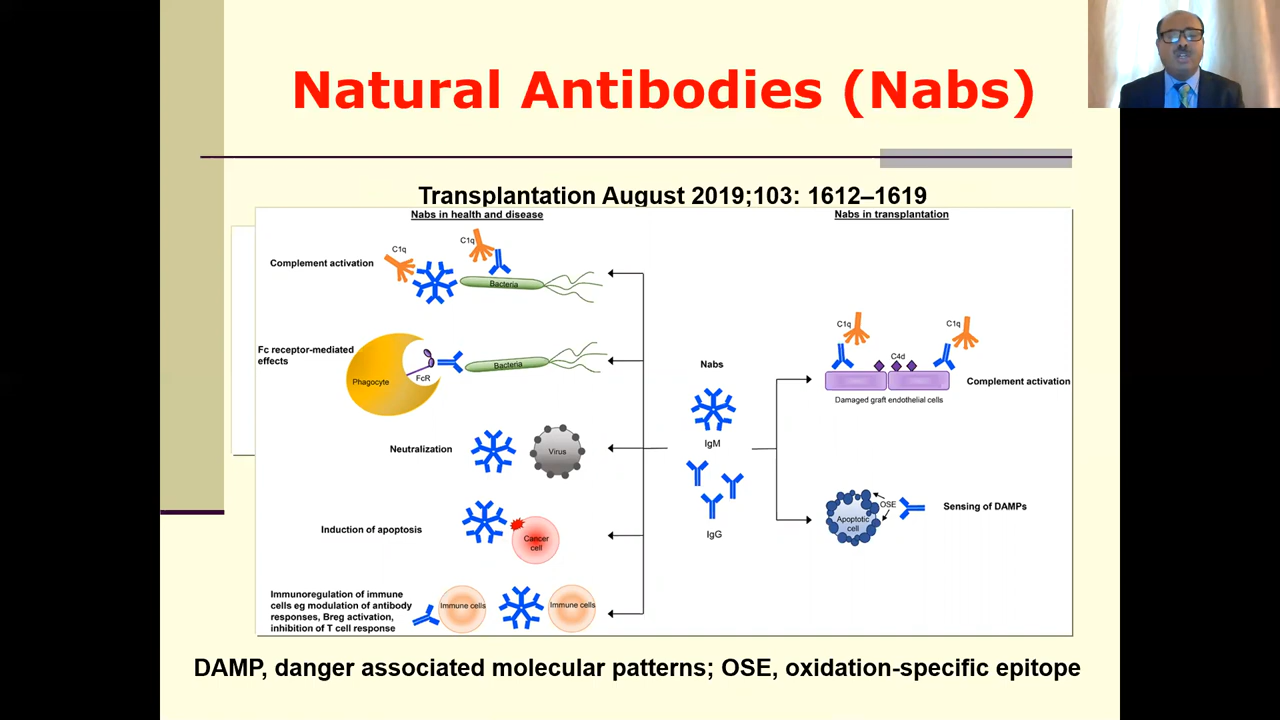 Natural Antibodies (Nabs)
Transplantation August 2019;103: 1612–1619
Nabs in health and disease
Complement activation
C1q
C1q
Bacteria
Fc receptor-mediated
effects
Phagocyte
FcR
Bacteria
Neutralization
Virus
Induction of apoptosis
Cancer
cell
Immunoregulation of immune
cells eg modulation of antibody
responses, Breg activation,
inhibition of T cell response
Immune cells
Immune cells
Nabs
IgM
IgG
Nabs in transplantation
C1q
C1q
C4d
Damaged graft endothelial cells
Complement activation
OSE
Apoptotic
cell
Sensing of DAMPs
DAMP, danger associated molecular patterns; OSE, oxidation-specific epitope